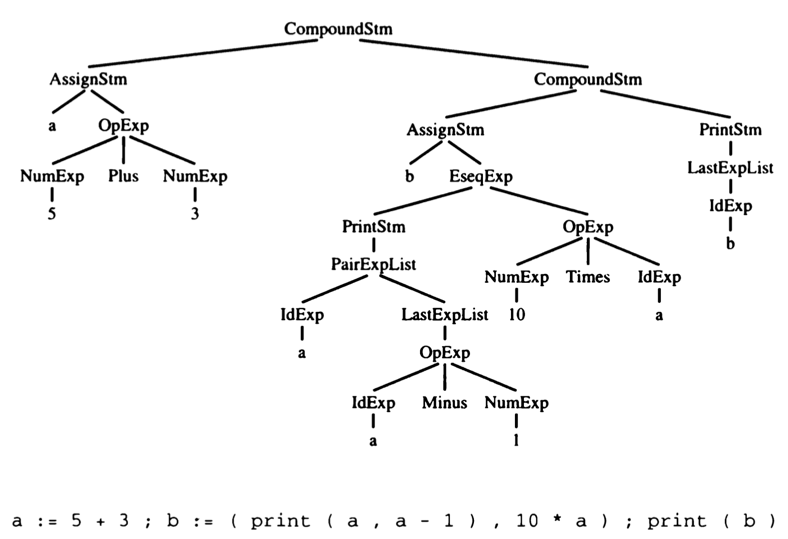 CompoundStm
AssignStm CompoundStm
a OpExp AssignStm PrintStm
NumExp Plus NumExp b EseqExp LastExpList
5 3 PrintStm OpExp IdExp
PairExpList b
NumExp Times IdExp
IdExp LastExpList 10 a
a OpExp
IdExp Minus NumExp
a 1
a := 5 + 3 ; b := ( print ( a , a - 1 ) , 10 * a ) ; print ( b )